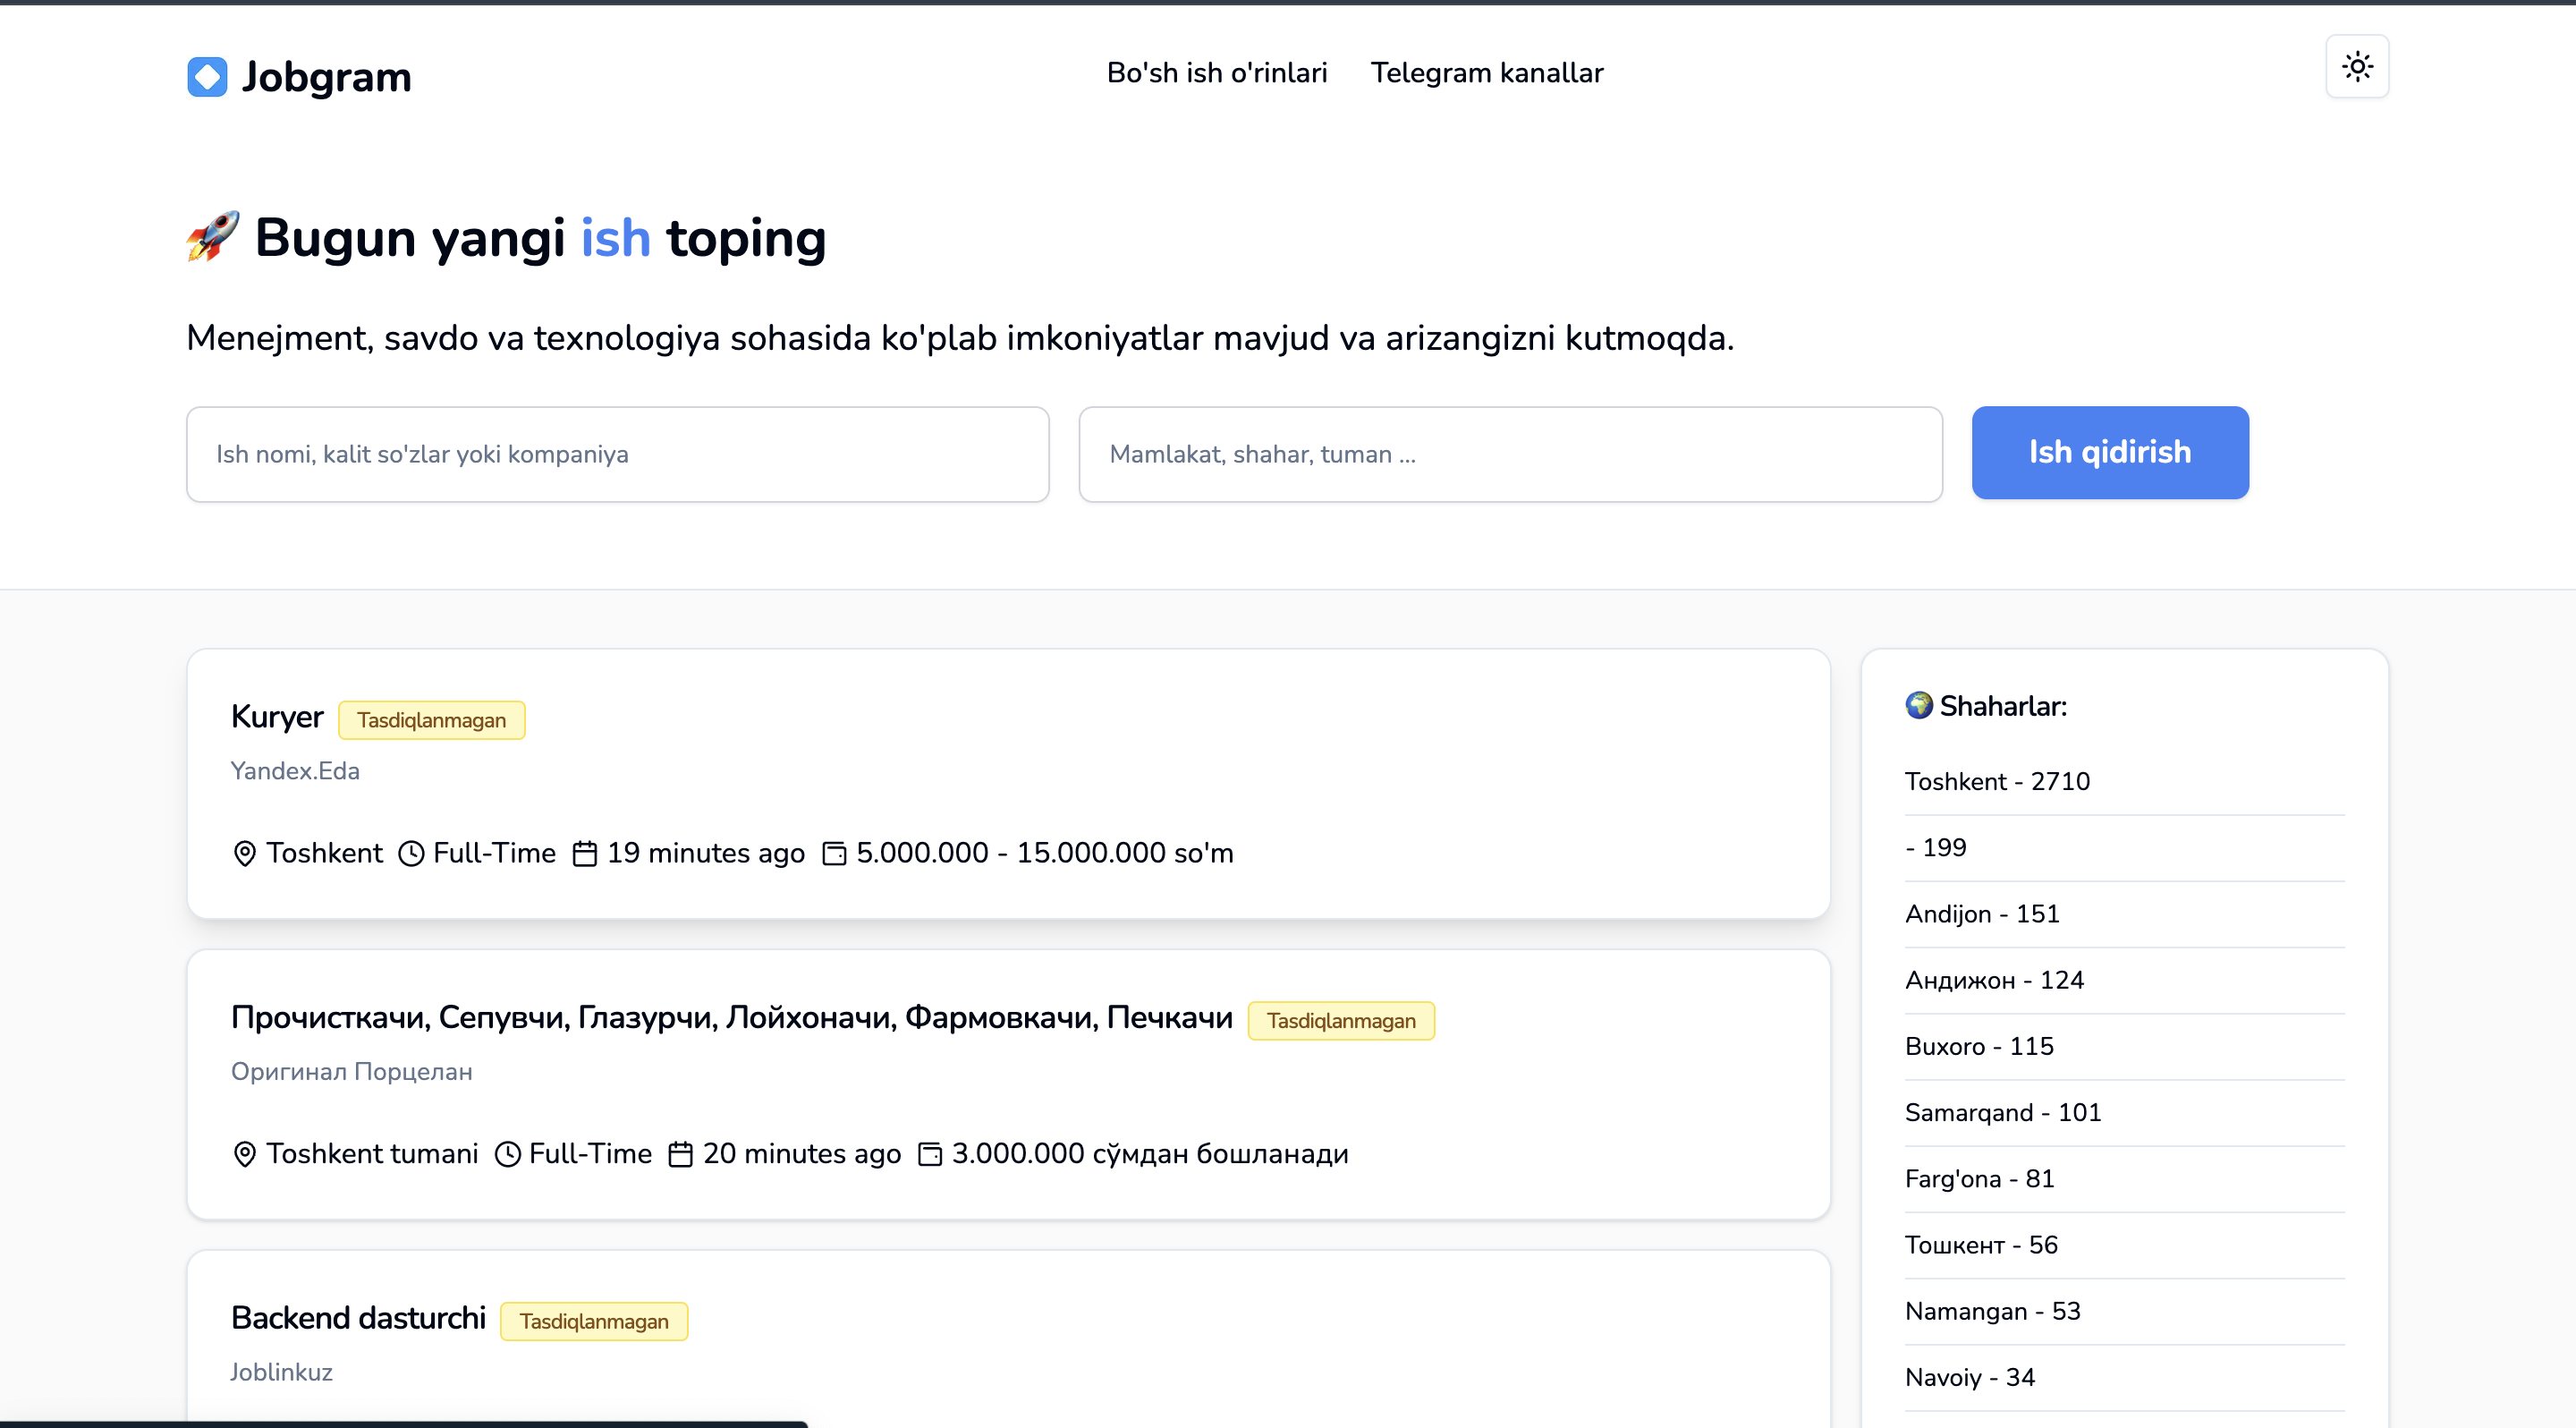 Jobgram
Bo'sh ish o'rinlari
Telegram kanallar
🚀 Bugun yangi ish toping
Menejment, savdo va texnologiya sohasida ko'plab imkoniyatlar mavjud va arizangizni kutmoqda.
Ish nomi, kalit so'zlar yoki kompaniya
Mamlakat, shahar, tuman ...
Ish qidirish
Kuryer Tasdiqlanmagan
Yandex.Eda
Toshkent Full-Time 19 minutes ago 5.000.000 - 15.000.000 so'm
Прочисткачи, Сепувчи, Глазурчи, Лойхоначи, Фармовкачи, Печкачи Tasdiqlanmagan
Оригинал Порцелан
Toshkent tumani Full-Time 20 minutes ago 3.000.000 сўмдан бошланади
Backend dasturchi Tasdiqlanmagan
Joblinkuz
🌍 Shaharlar:
Toshkent - 2710
- 199
Andijon - 151
Андижон - 124
Buxoro - 115
Samarqand - 101
Farg'ona - 81
Тошкент - 56
Namangan - 53
Navoiy - 34